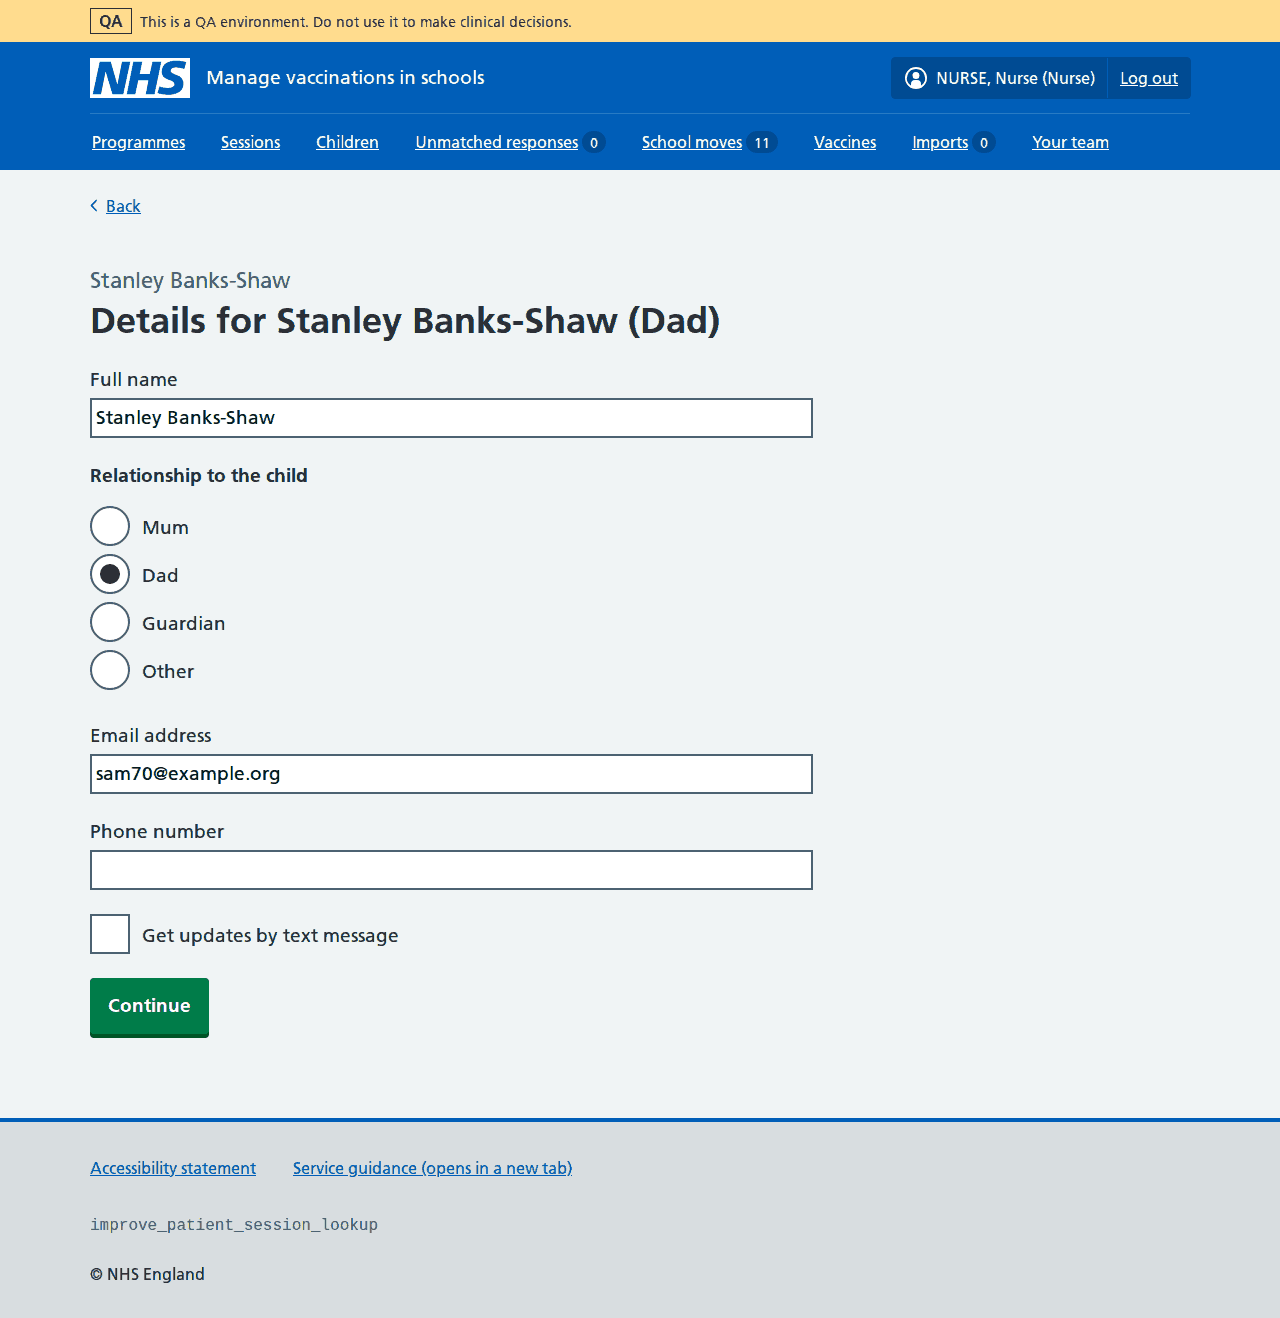 QA This is a QA environment. Do not use it to make clinical decisions.
NHS Manage vaccinations in schools NURSE, Nurse (Nurse) Log out
Programmes Sessions Children Unmatched responses 0 School moves 11 Vaccines Imports 0 Your team
Back
Stanley Banks-Shaw
Details for Stanley Banks-Shaw (Dad)
Full name
Stanley Banks-Shaw
Relationship to the child
Mum
Dad
Guardian
Other
Email address
sam70@example.org
Phone number
Get updates by text message
Continue
Accessibility statement Service guidance (opens in a new tab)
improve_patient_session_lookup
© NHS England